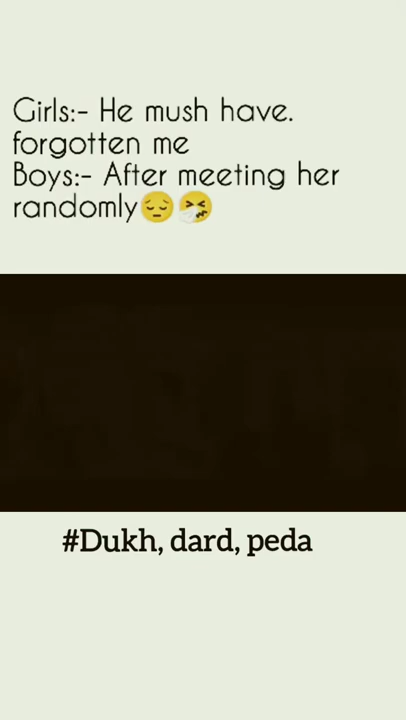 Girls:- He mush have.
forgotten me
Boys:- After meeting her
randomly😔🤧
#Dukh, dard, peda